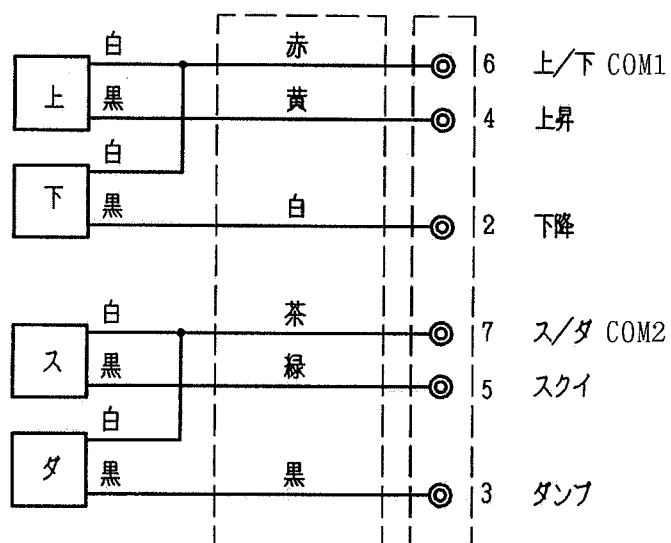 白 赤 6 上/下 COM1
上 黒 黄 4 上昇
白
下 黒 白 2 下降
白 茶 7 ス/ダ COM2
ス 黒 緑 5 スクイ
白
ダ 黒 黒 3 ダンプ